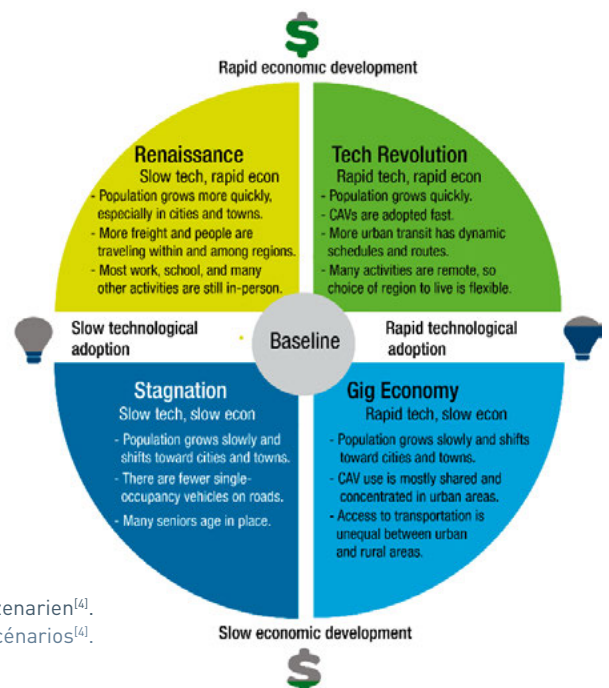 Rapid economic development
Renaissance
Slow tech, rapid econ
- Population grows more quickly,
especially in cities and towns.
- More freight and people are
traveling within and among regions.
- Most work, school, and many
other activities are still in-person.
Tech Revolution
Rapid tech, rapid econ
- Population grows quickly.
- CAVs are adopted fast.
- More urban transit has dynamic
schedules and routes.
- Many activities are remote, so
choice of region to live is flexible.
Slow technological
adoption
Baseline
Rapid technological
adoption
Stagnation
Slow tech, slow econ
- Population grows slowly and
shifts toward cities and towns.
- There are fewer single-
occupancy vehicles on roads.
- Many seniors age in place.
Gig Economy
Rapid tech, slow econ
- Population grows slowly and shifts
toward cities and towns.
- CAV use is mostly shared and
concentrated in urban areas.
- Access to transportation is
unequal between urban
and rural areas.
zenarien[4].
cénarios[4].
Slow economic development